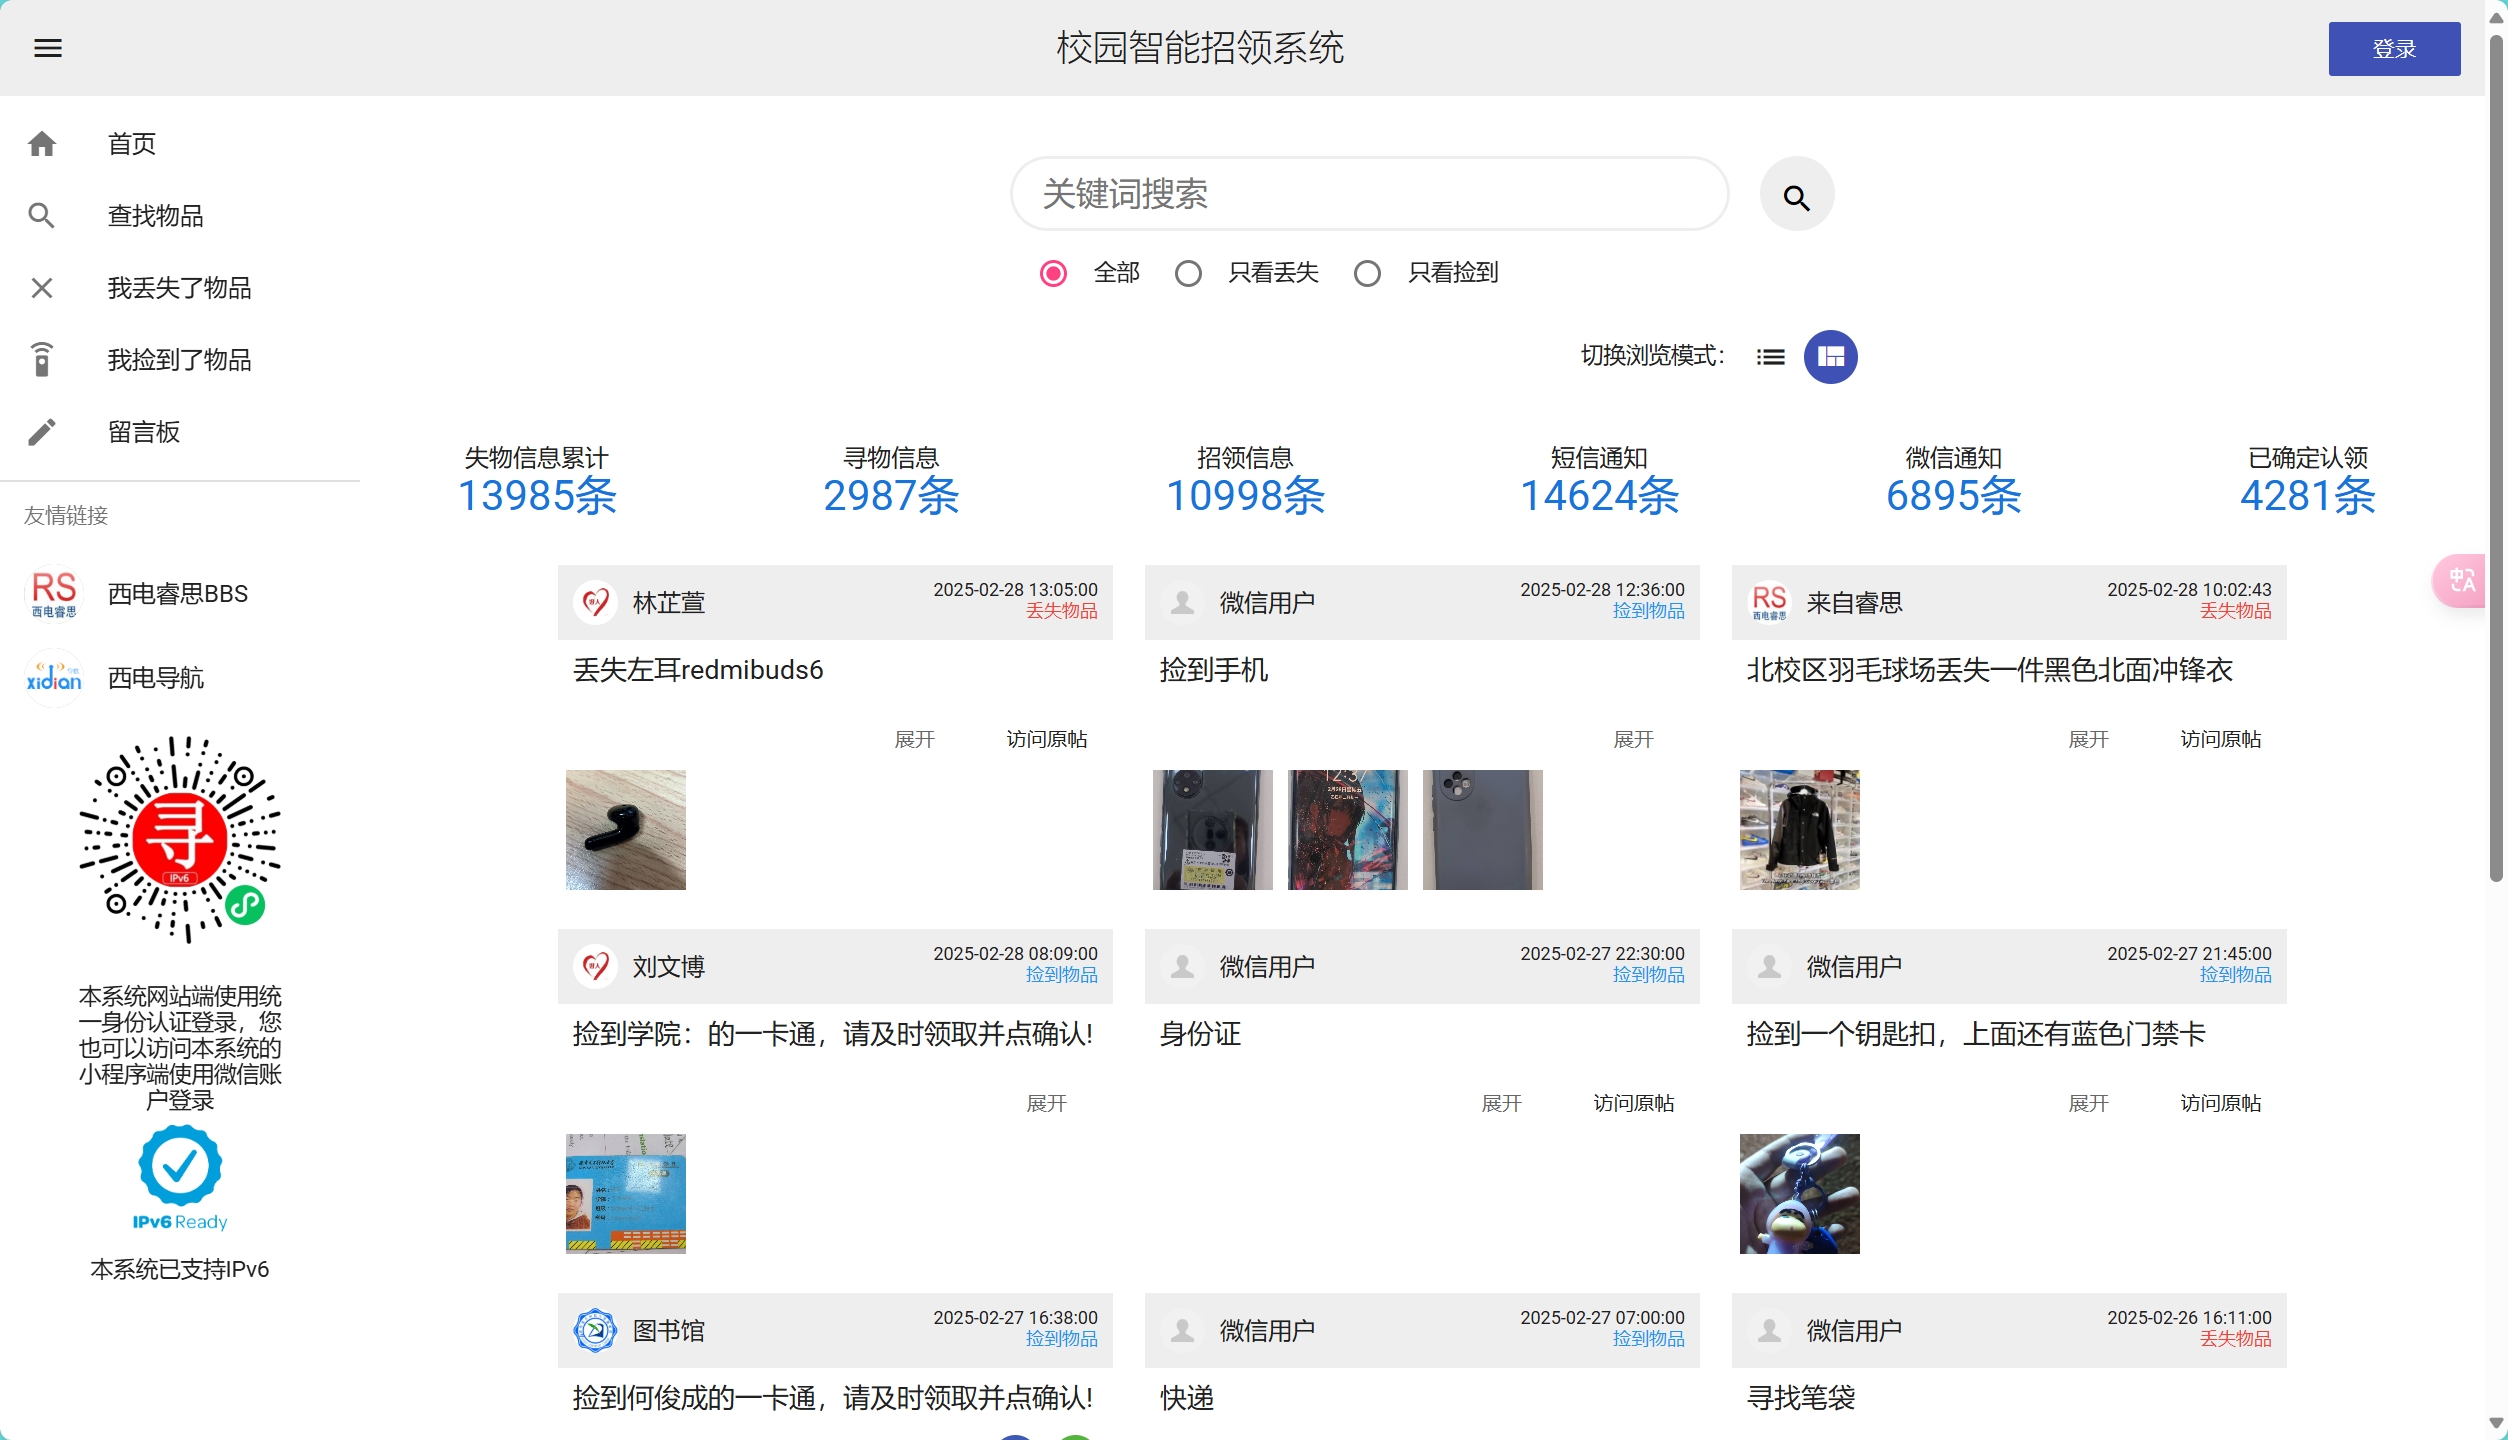 校园智能招领系统
登录
首页
查找物品
我丢失了物品
我捡到了物品
留言板
友情链接
RS
西电睿思
西电睿思BBS
xidian
西电导航
寻
IPv6
本系统网站端使用统
一身份认证登录，您
也可以访问本系统的
小程序端使用微信账
户登录
IPv6 Ready
本系统已支持IPv6
关键词搜索
全部
只看丢失
只看捡到
切换浏览模式：
失物信息累计
13985条
寻物信息
2987条
招领信息
10998条
短信通知
14624条
微信通知
6895条
已确定认领
4281条
林芷萱
2025-02-28 13:05:00
丢失物品
丢失左耳redmibuds6
展开
访问原帖
微信用户
2025-02-28 12:36:00
捡到物品
捡到手机
展开
12:37
RS
西电睿思
来自睿思
2025-02-28 10:02:43
丢失物品
北校区羽毛球场丢失一件黑色北面冲锋衣
展开
访问原帖
刘文博
2025-02-28 08:09:00
捡到物品
捡到学院：的一卡通，请及时领取并点确认!
展开
微信用户
2025-02-27 22:30:00
捡到物品
身份证
展开
访问原帖
微信用户
2025-02-27 21:45:00
捡到物品
捡到一个钥匙扣，上面还有蓝色门禁卡
展开
访问原帖
图书馆
2025-02-27 16:38:00
捡到物品
捡到何俊成的一卡通，请及时领取并点确认!
微信用户
2025-02-27 07:00:00
捡到物品
快递
微信用户
2025-02-26 16:11:00
丢失物品
寻找笔袋
中A